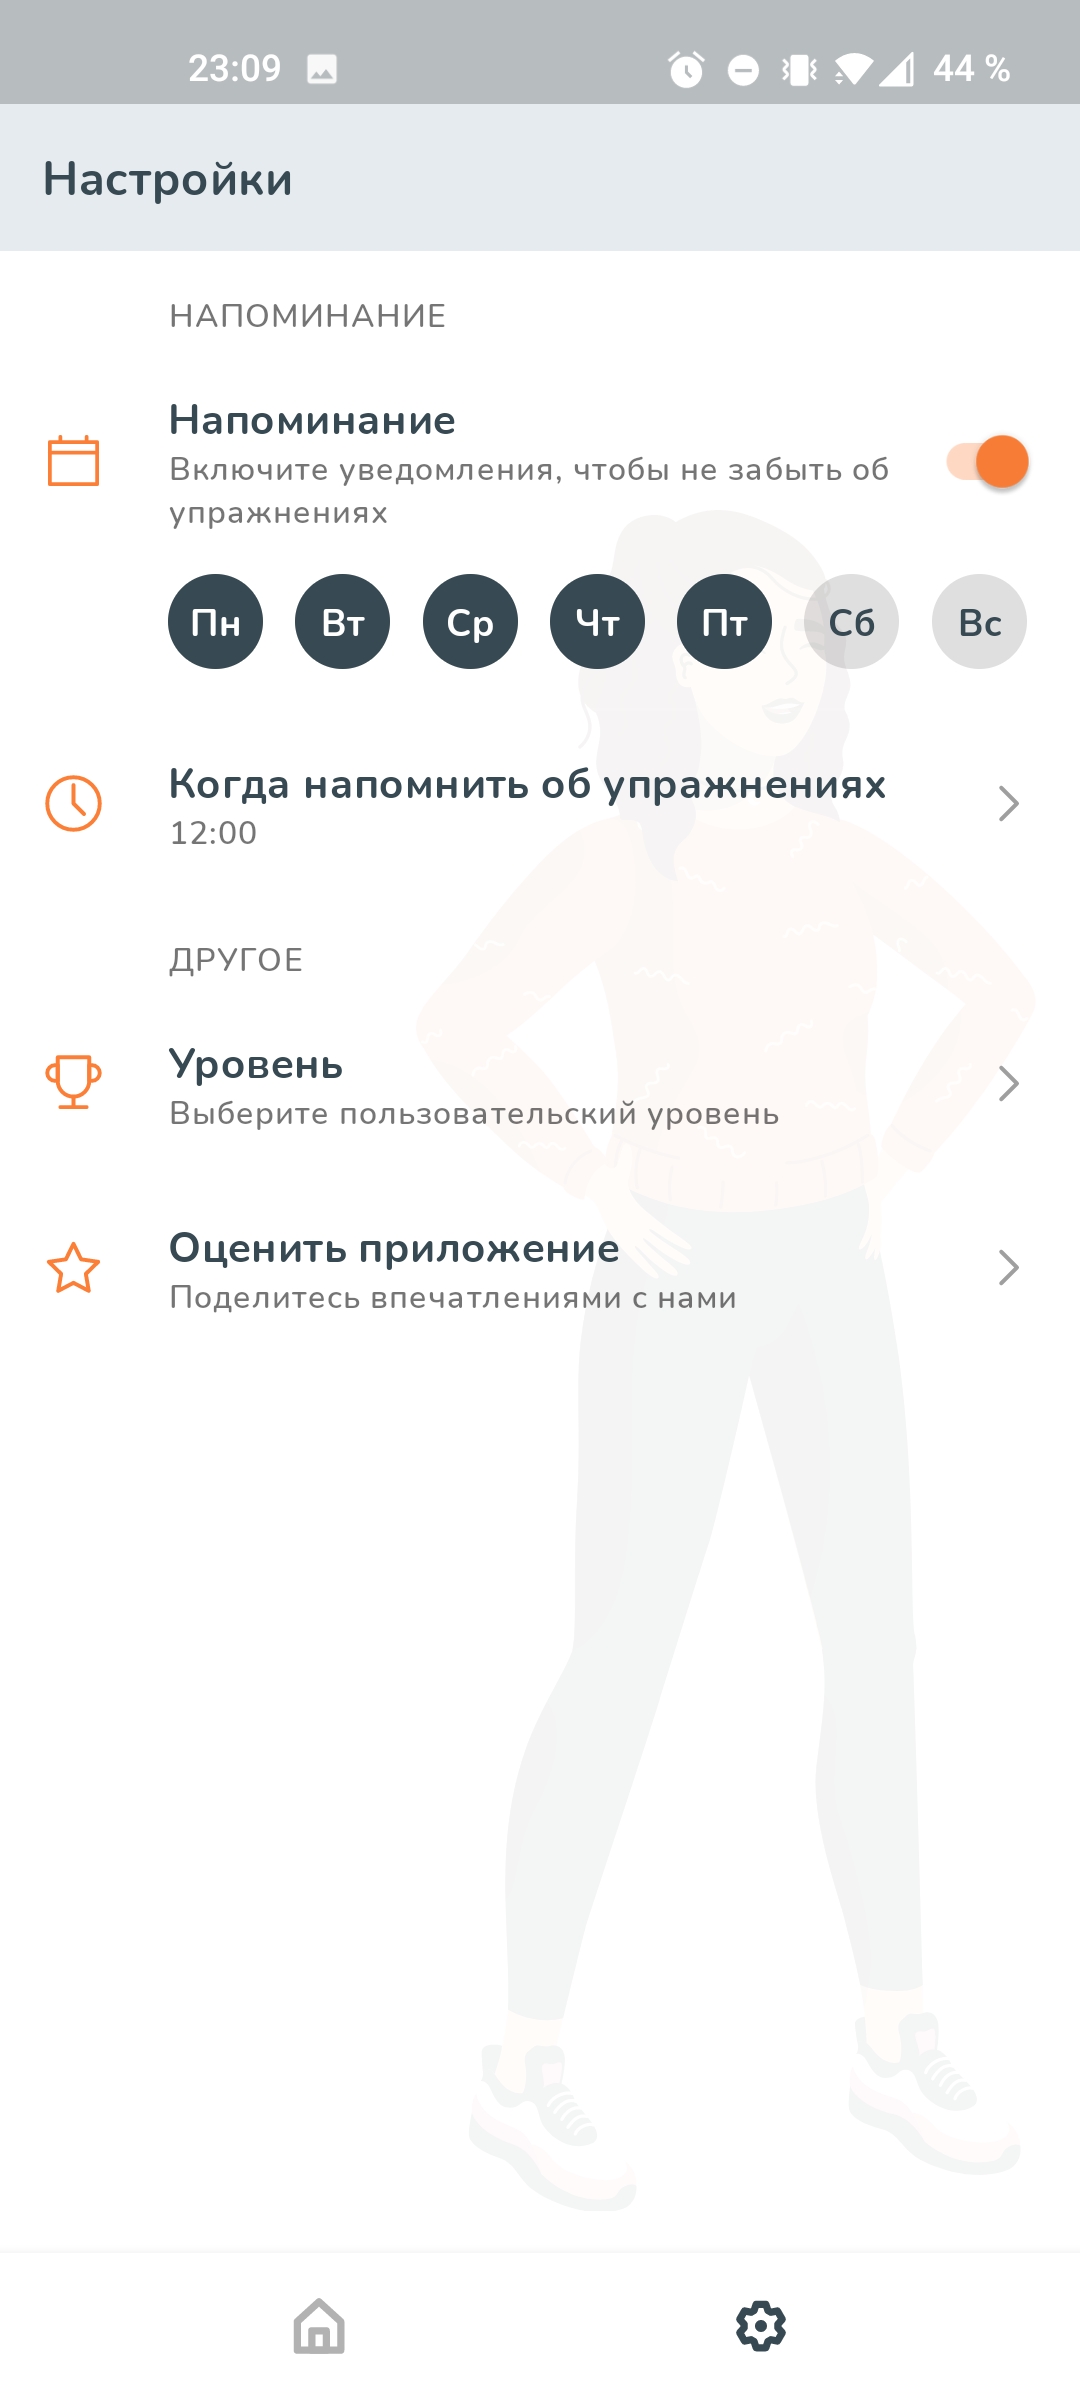 23:09 44 %
Настройки
НАПОМИНАНИЕ
Напоминание
Включите уведомления, чтобы не забыть об
упражнениях
Пн Вт Ср Чт Пт Сб Вс
Когда напомнить об упражнениях
12:00
ДРУГОЕ
Уровень
Выберите пользовательский уровень
Оценить приложение
Поделитесь впечатлениями с нами